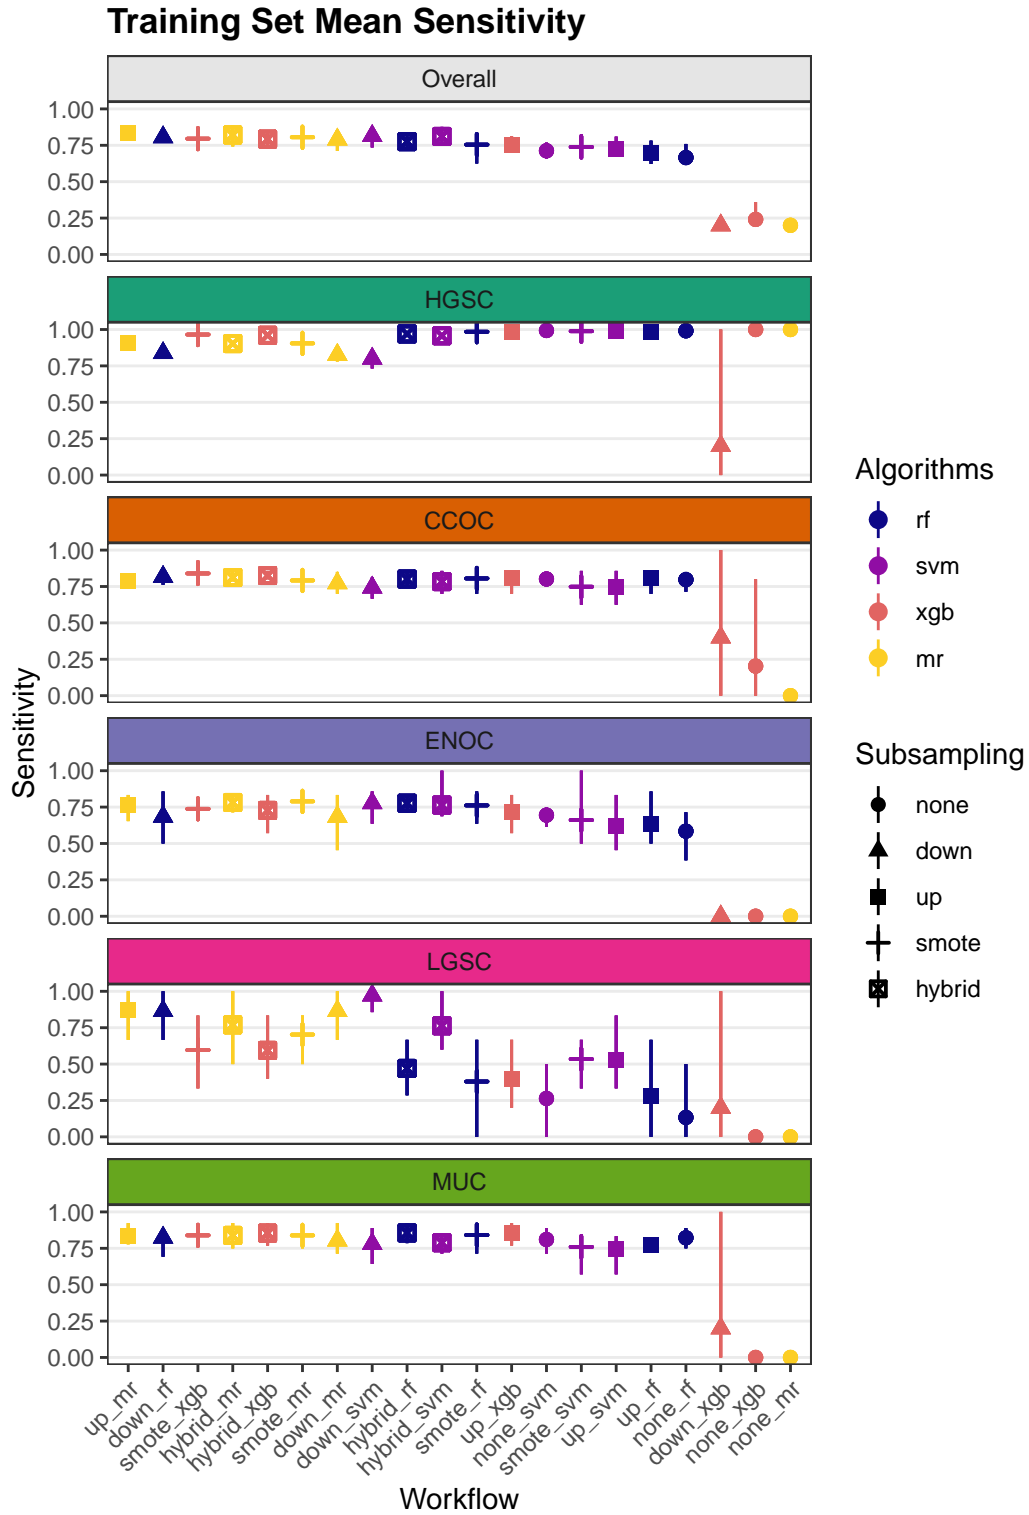 Training Set Mean Sensitivity
Overall
1.00
0.75
0.50
0.25
0.00
HGSC
1.00
0.75
0.50
0.25
0.00
CCOC
1.00
0.75
0.50
0.25
0.00
ENOC
1.00
0.75
0.50
0.25
0.00
LGSC
1.00
0.75
0.50
0.25
0.00
MUC
1.00
0.75
0.50
0.25
0.00
Sensitivity
up_mr
down_rf
smote_xgb
hybrid_mr
hybrid_xgb
smote_mr
down_mr
down_svm
hybrid_rf
hybrid_svm
smote_rf
up_xgb
none_svm
smote_svm
up_svm
up_rf
none_rf
down_xgb
none_xgb
none_mr
Workflow
Algorithms
rf
svm
xgb
mr
Subsampling
none
down
up
smote
hybrid